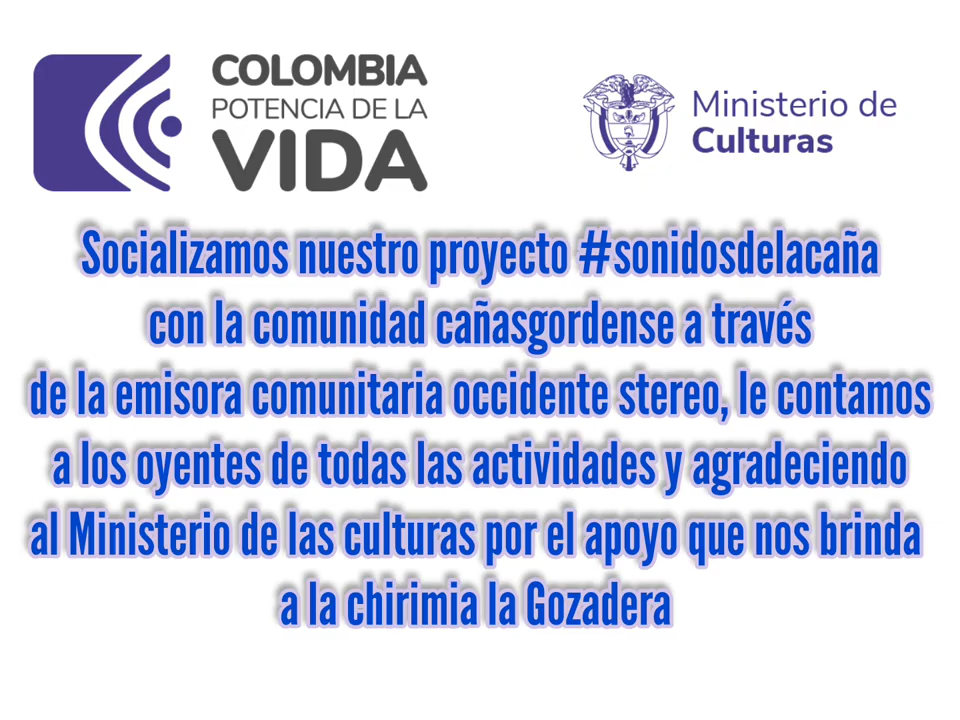 COLOMBIA
POTENCIA DE LA
VIDA
Ministerio de
Culturas
Socializamos nuestro proyecto #sonidosdelacaña
con la comunidad cañasgordense a través
de la emisora comunitaria occidente stereo, le contamos
a los oyentes de todas las actividades y agradeciendo
al Ministerio de las culturas por el apoyo que nos brinda
a la chirimia la Gozadera